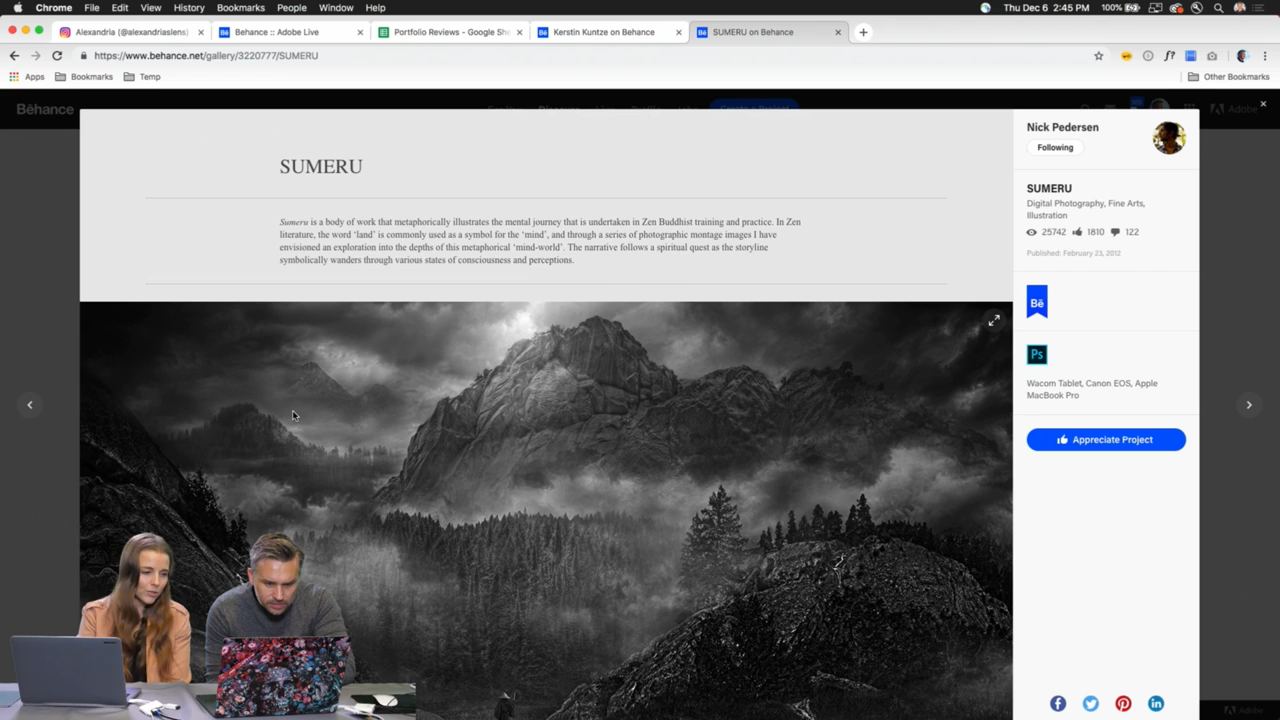 Chrome File Edit View History Bookmarks People Window Help Thu Dec 6 2:45 PM 100%
Alexandria (@alexandriaslens) Behance :: Adobe Live Portfolio Reviews - Google She Kerstin Kuntze on Behance SUMERU on Behance
https://www.behance.net/gallery/3220777/SUMERU
f?
Apps Bookmarks Temp Other Bookmarks
Bēhance Create a Project Adobe
SUMERU
Sumeru is a body of work that metaphorically illustrates the mental journey that is undertaken in Zen Buddhist training and practice. In Zen
literature, the word ‘land’ is commonly used as a symbol for the ‘mind’, and through a series of photographic montage images I have
envisioned an exploration into the depths of this metaphorical ‘mind-world’. The narrative follows a spiritual quest as the storyline
symbolically wanders through various states of consciousness and perceptions.
Nick Pedersen
Following
SUMERU
Digital Photography, Fine Arts,
Illustration
25742 1810 122
Published: February 23, 2012
Bē
Ps
Wacom Tablet, Canon EOS, Apple
MacBook Pro
Appreciate Project
Adobe